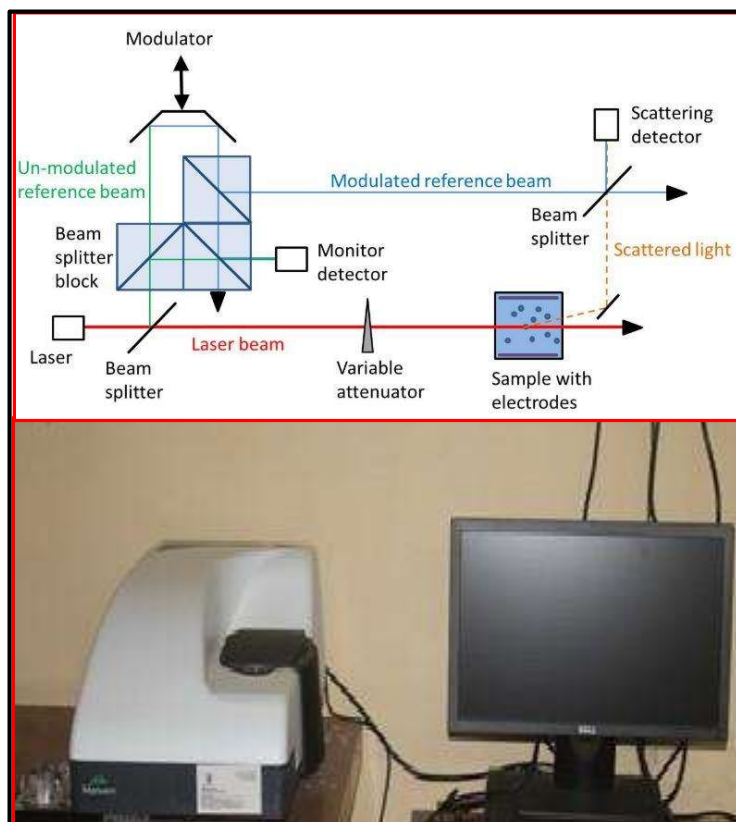 Modulator
Scattering
detector
Un-modulated
reference beam
Modulated reference beam
Beam
splitter
Beam
splitter
block
Monitor
detector
Scattered light
Laser
Laser beam
Beam
splitter
Variable
attenuator
Sample with
electrodes
Malvern
DELL